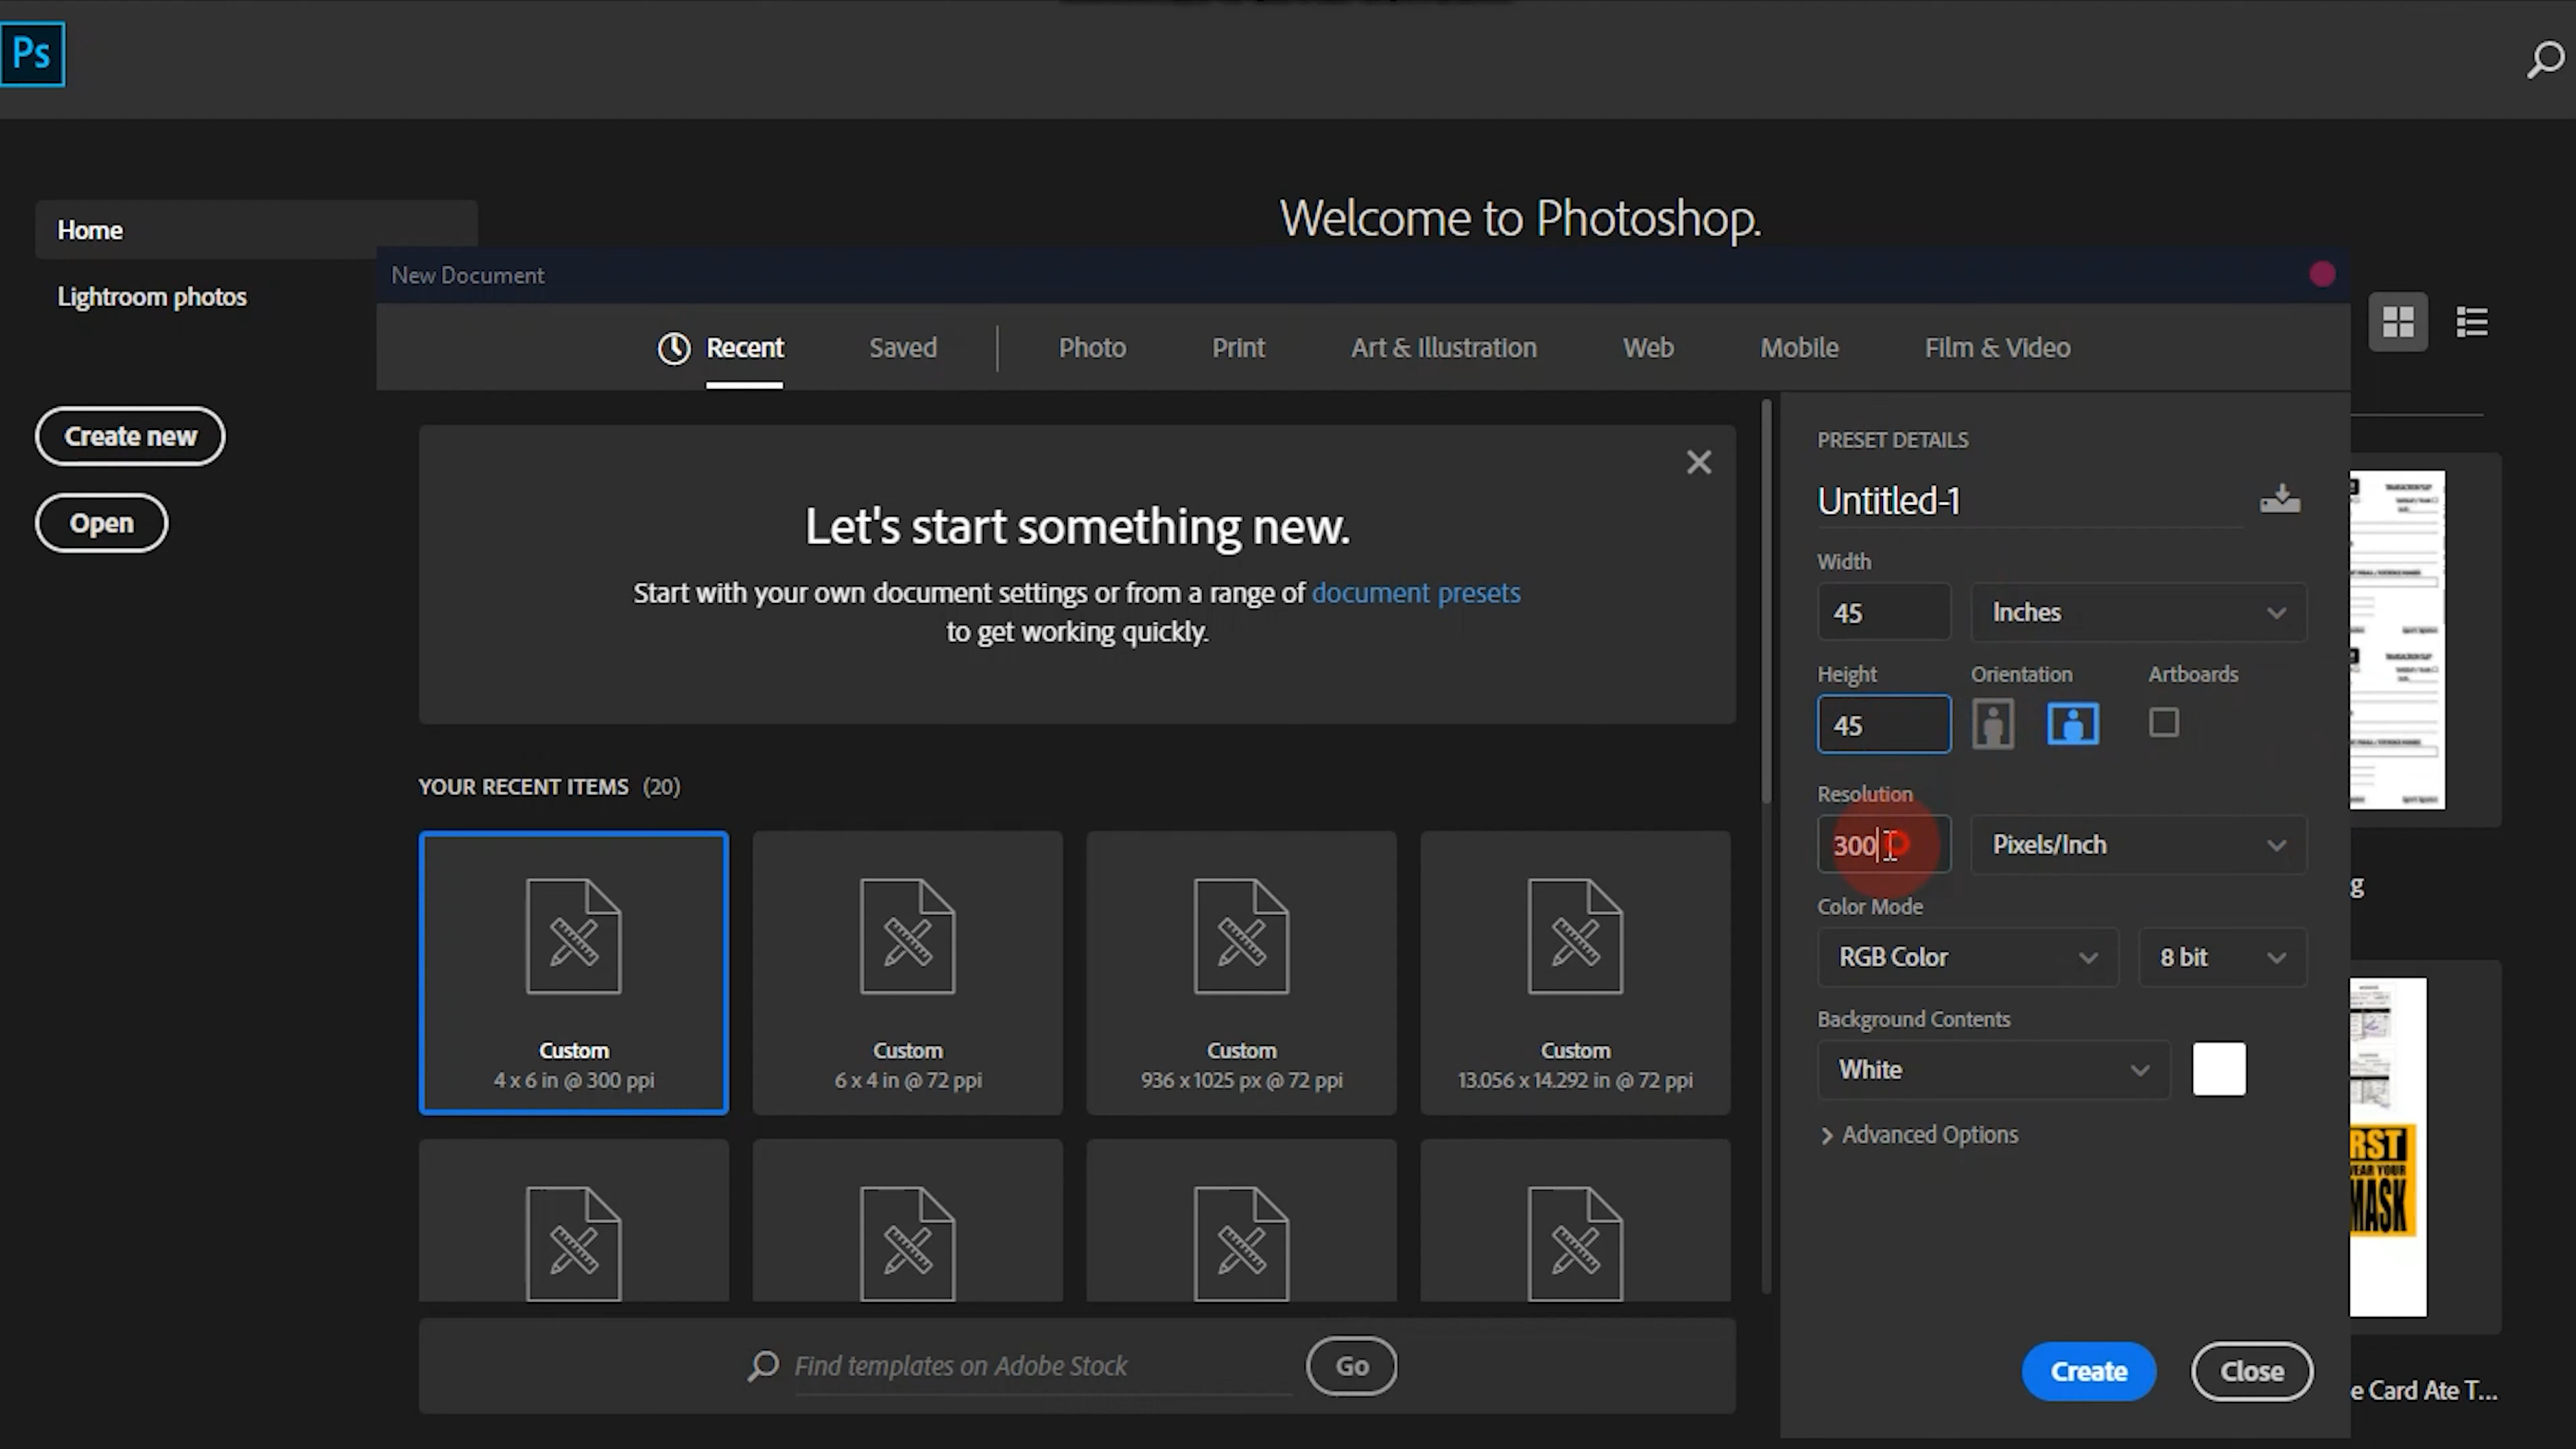 Ps
Welcome to Photoshop.
Home
Lightroom photos
Create new
Open
New Document
Recent
Saved
Photo
Print
Art & Illustration
Web
Mobile
Film & Video
Let's start something new.
Start with your own document settings or from a range of document presets
to get working quickly.
YOUR RECENT ITEMS (20)
Custom
4 x 6 in @ 300 ppi
Custom
6 x 4 in @ 72 ppi
Custom
936 x 1025 px @ 72 ppi
Custom
13.056 x 14.292 in @ 72 ppi
Find templates on Adobe Stock
Go
PRESET DETAILS
Untitled-1
Width
45
Inches
Height
Orientation
Artboards
45
Resolution
300
Pixels/Inch
Color Mode
RGB Color
8 bit
Background Contents
White
Advanced Options
Create
Close
g
RST
EAR YOUR
MASK
e Card Ate T...